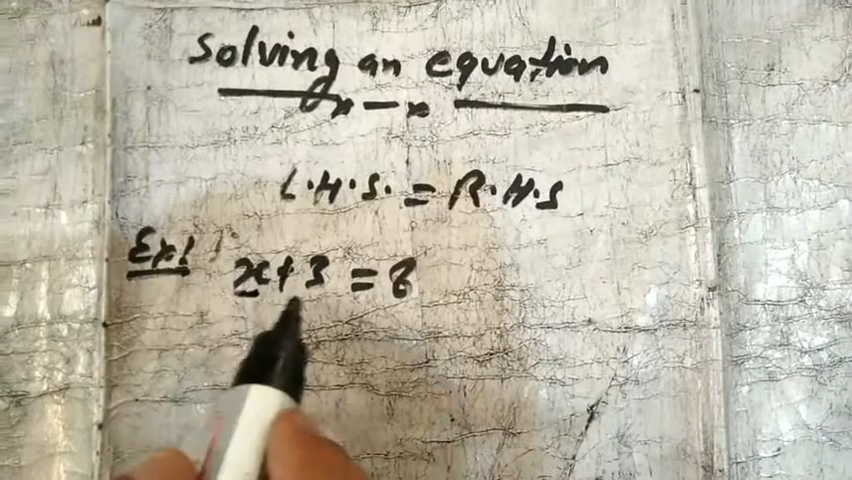 Solving an equation
x — x
L.H.S. = R.H.S
Ex: x+3 = 8